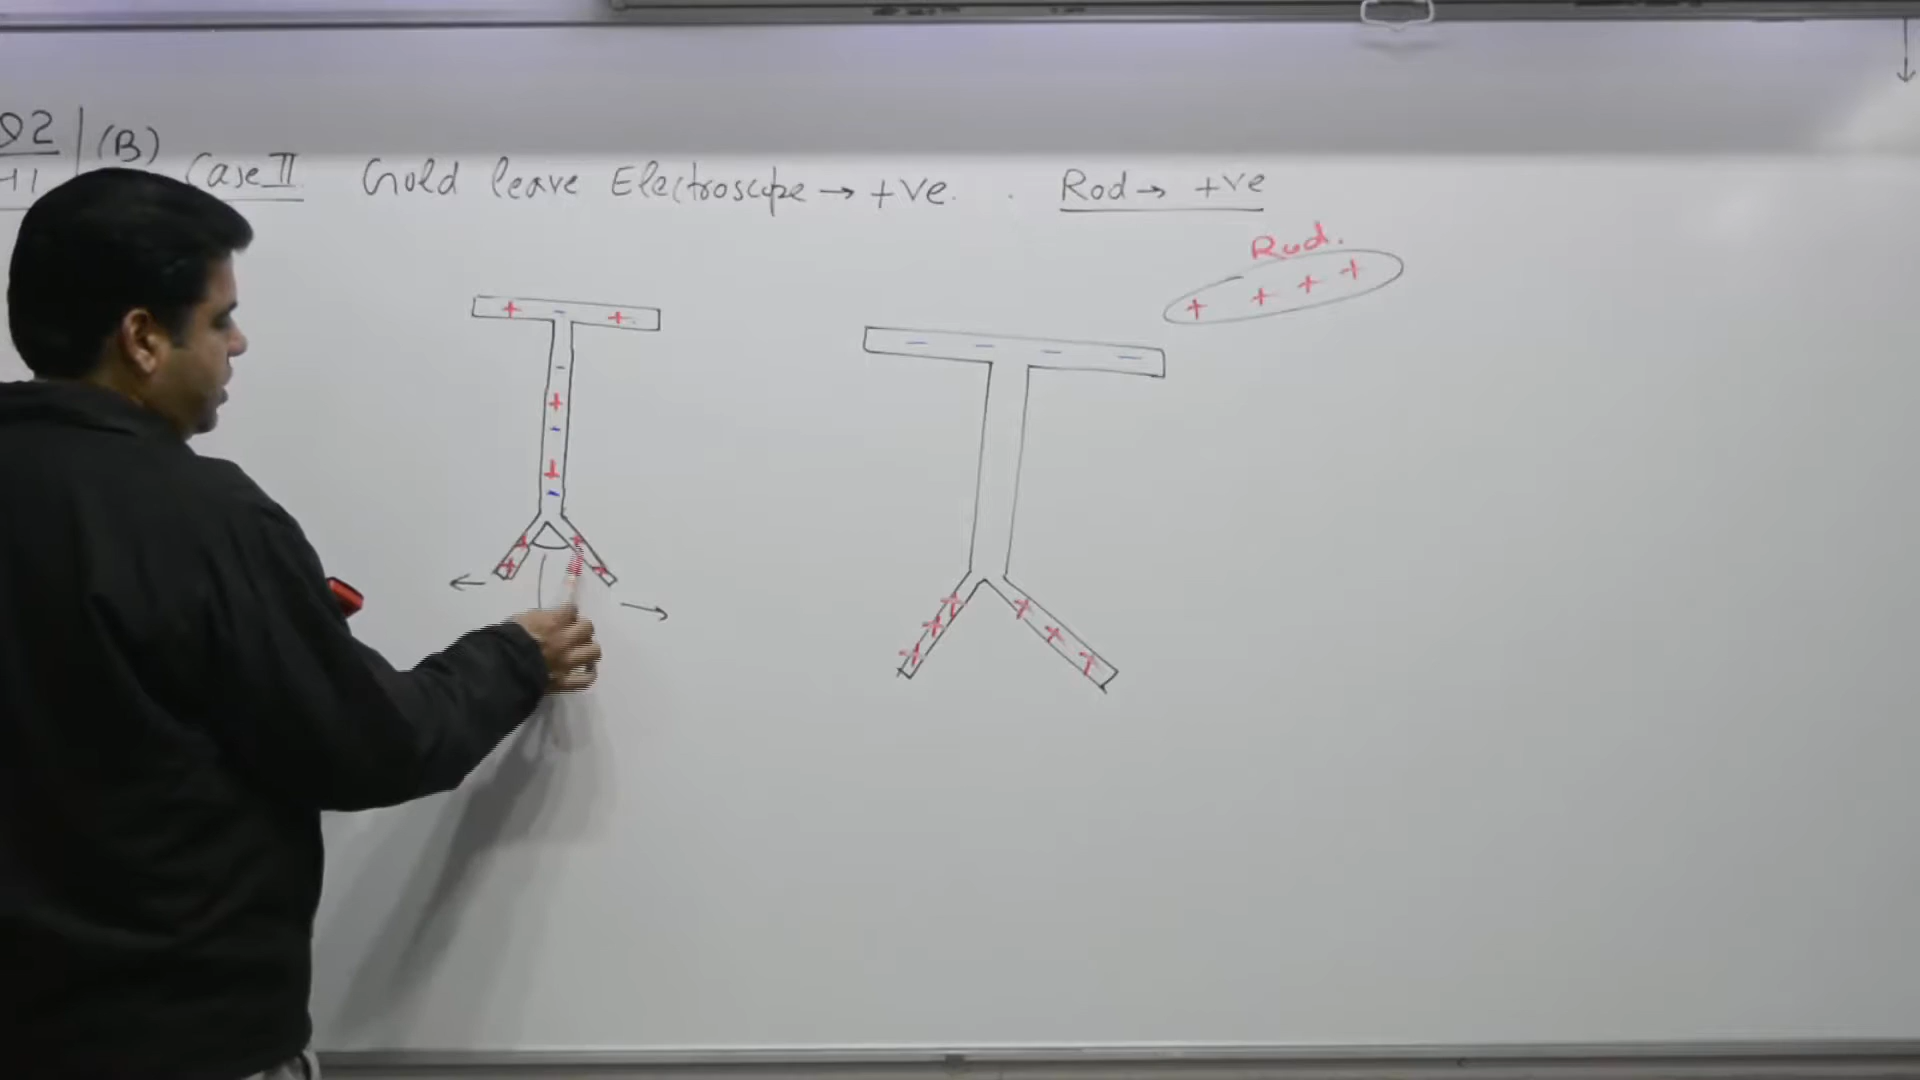 Q2
(B)
Case II Gold leave Electroscope → +ve. . Rod → +ve
Rod.
+ + + +
+ - +
-
+
-
+
-
+ +
+ +
- - - -
+ +
+ +
+ +